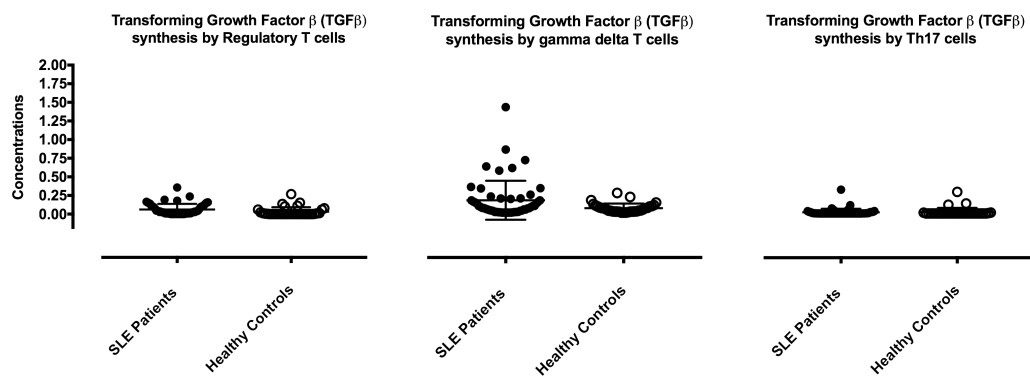 Transforming Growth Factor β (TGFβ)
synthesis by Regulatory T cells
Transforming Growth Factor β (TGFβ)
synthesis by gamma delta T cells
Transforming Growth Factor β (TGFβ)
synthesis by Th17 cells
Concentrations
2.00
1.75
1.50
1.25
1.00
0.75
0.50
0.25
0.00
SLE Patients
Healthy Controls
SLE Patients
Healthy Controls
SLE Patients
Healthy Controls